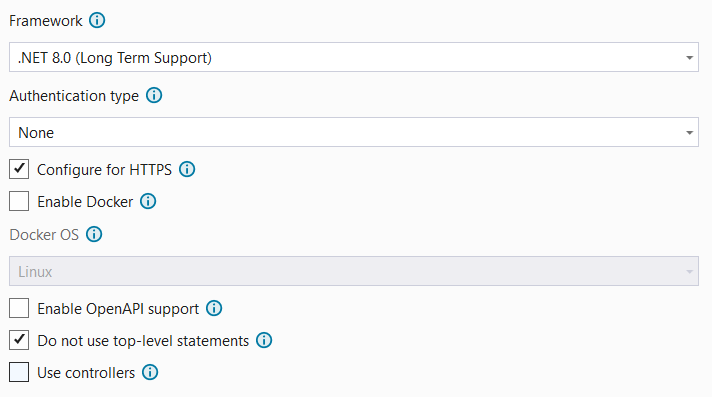 Framework
.NET 8.0 (Long Term Support)
Authentication type
None
Configure for HTTPS
Enable Docker
Docker OS
Linux
Enable OpenAPI support
Do not use top-level statements
Use controllers